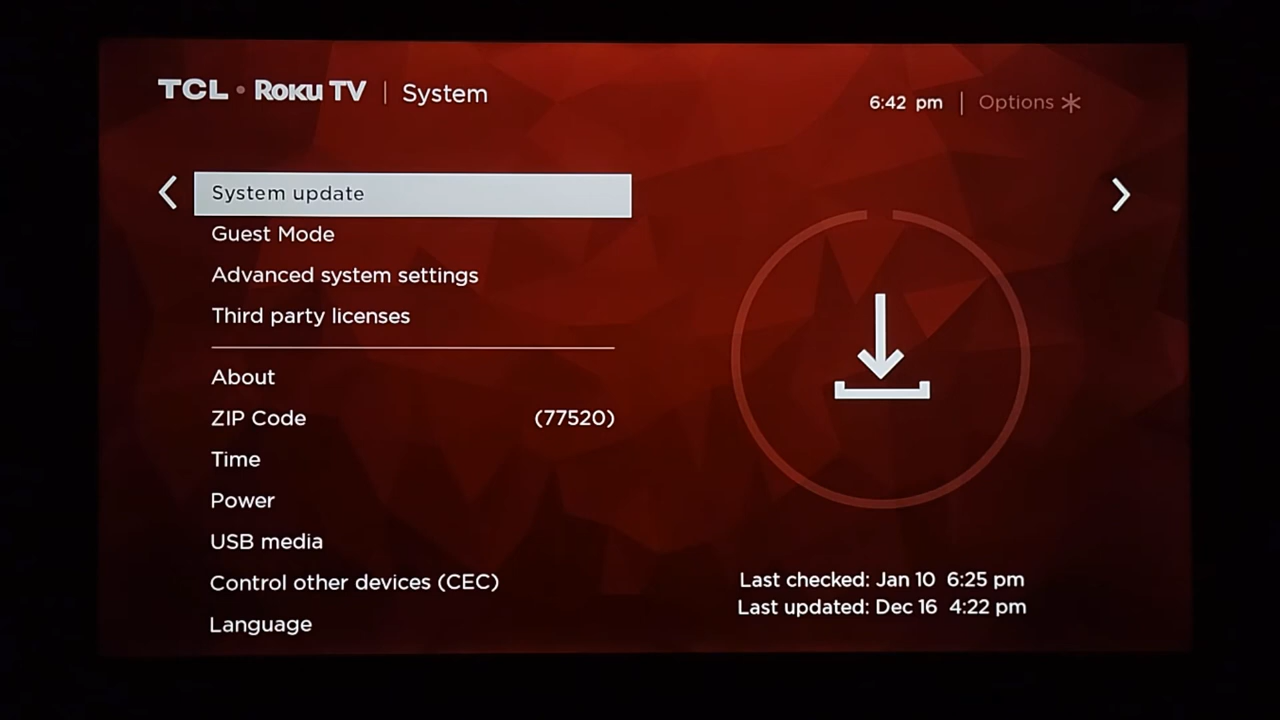 TCL • Roku TV | System
6:42 pm | Options
System update
Guest Mode
Advanced system settings
Third party licenses
About
ZIP Code (77520)
Time
Power
USB media
Control other devices (CEC)
Language
Last checked: Jan 10 6:25 pm
Last updated: Dec 16 4:22 pm